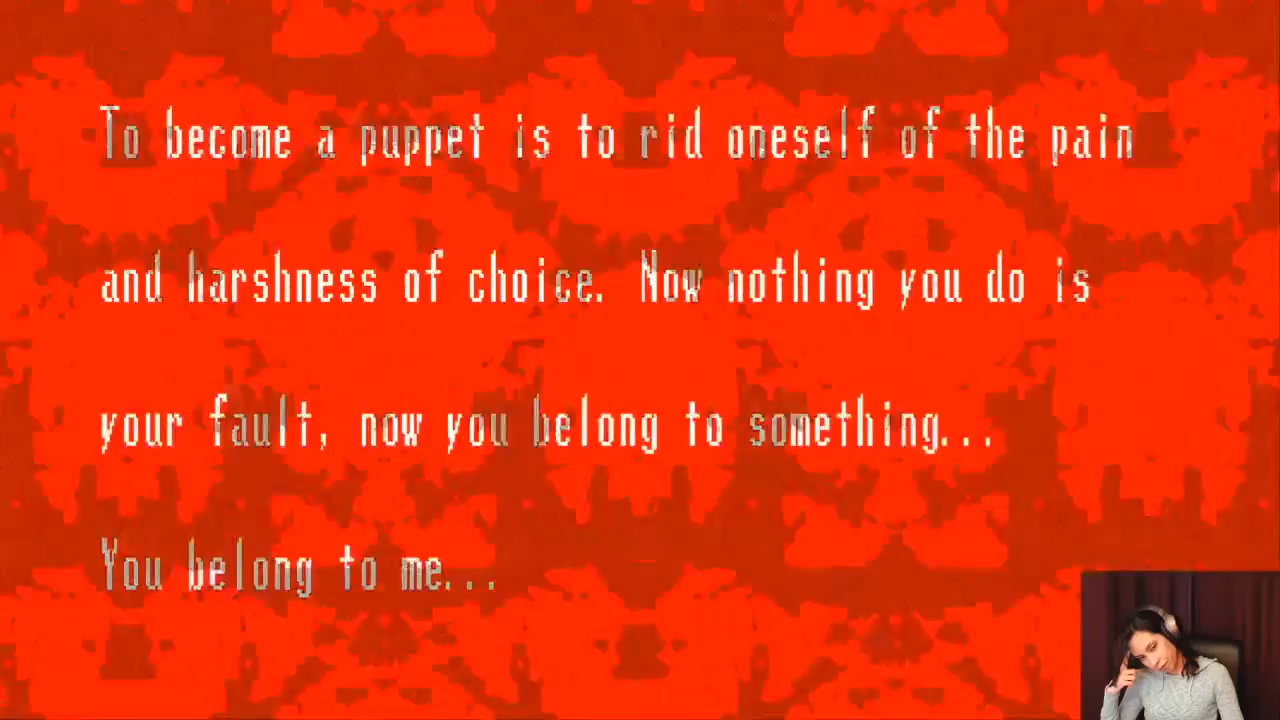 To become a puppet is to rid oneself of the pain
and harshness of choice. Now nothing you do is
your fault, now you belong to something...
You belong to me...